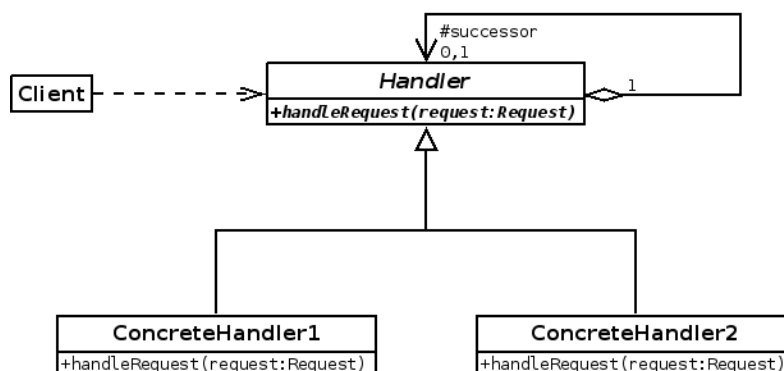 #successor
0,1
Handler
1
Client
+handleRequest(request:Request)
ConcreteHandler1
ConcreteHandler2
+handleRequest(request:Request)
+handleRequest(request:Request)